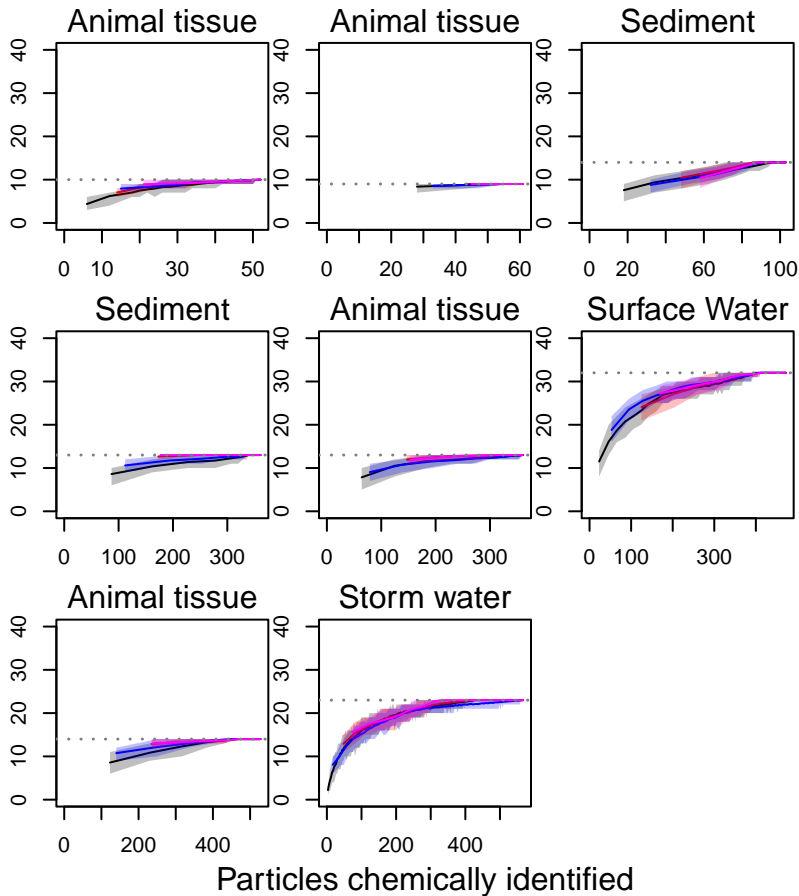 Animal tissue Animal tissue Sediment
0 10 20 30 40
0 10 20 30 40
0 10 20 30 40
0 10 30 50
0 20 40 60
0 20 60 100
Sediment Animal tissue Surface Water
0 10 20 30 40
0 10 20 30 40
0 10 20 30 40
0 100 200 300
0 100 200 300
0 100 300
Animal tissue Storm water
0 10 20 30 40
0 10 20 30 40
0 200 400
0 200 400
Particles chemically identified